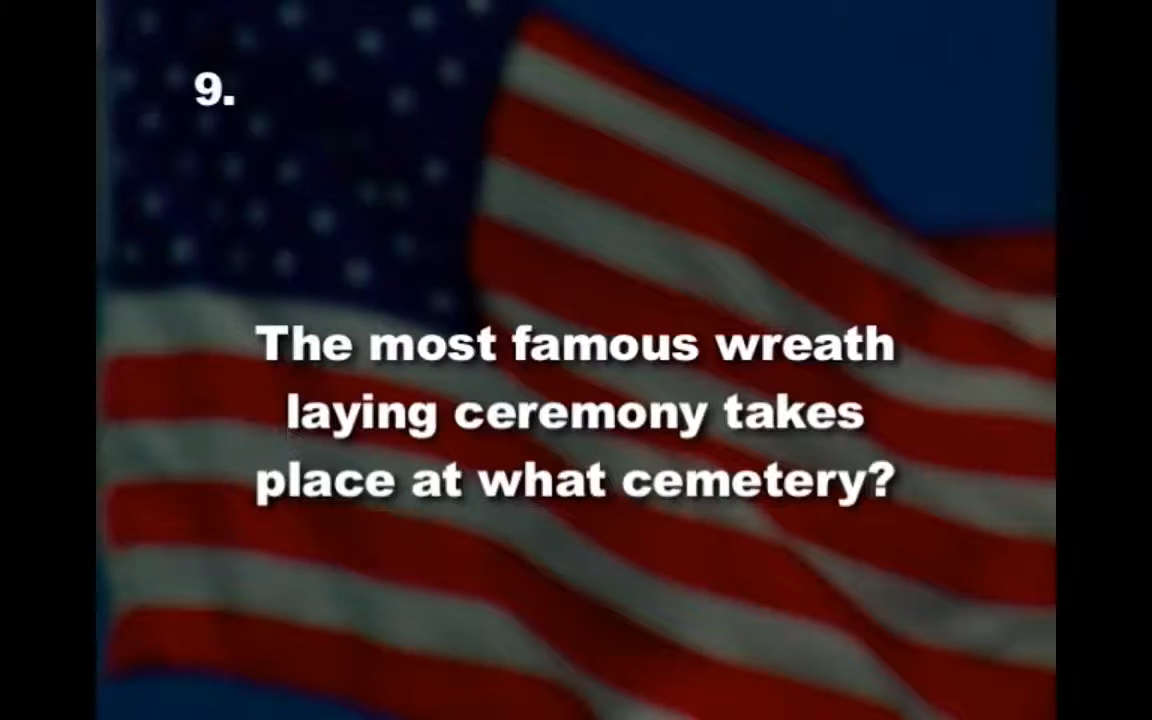 9.
The most famous wreath
laying ceremony takes
place at what cemetery?